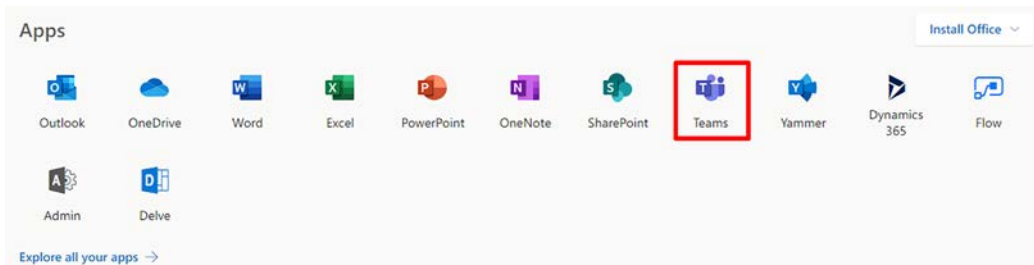 Apps
Install Office
Outlook OneDrive Word Excel PowerPoint OneNote SharePoint Teams Yammer Dynamics 365 Flow
Admin Delve
Explore all your apps →